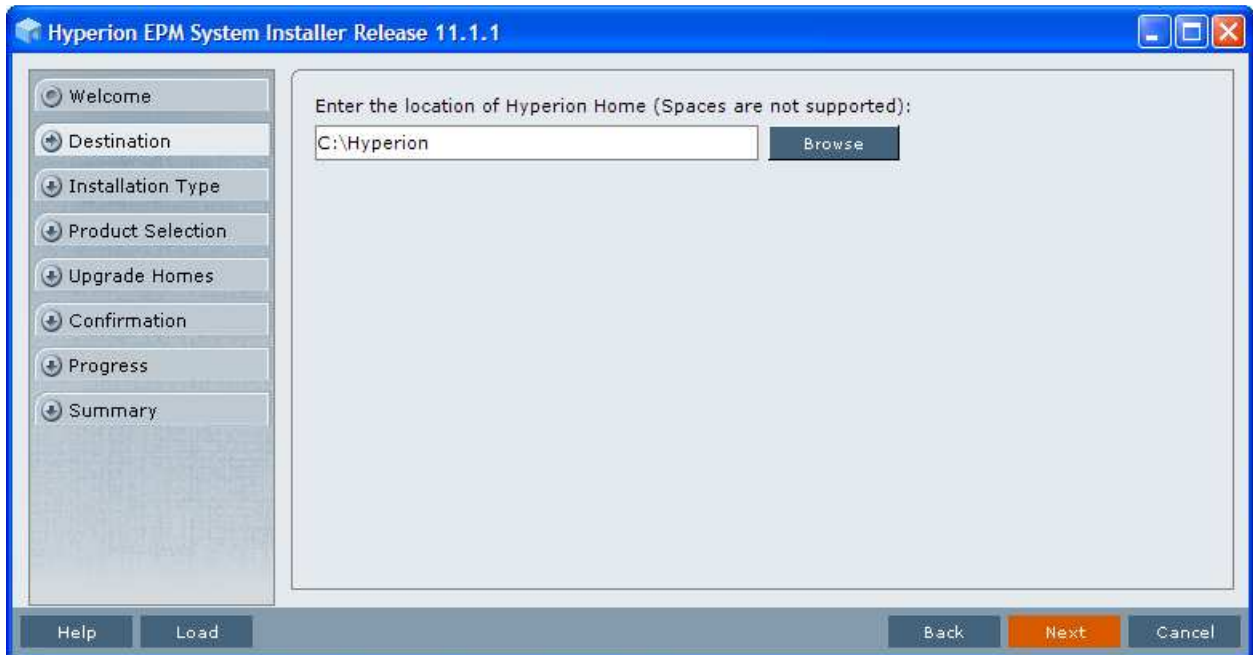 Hyperion EPM System Installer Release 11.1.1
Welcome
Destination
Installation Type
Product Selection
Upgrade Homes
Confirmation
Progress
Summary
Enter the location of Hyperion Home (Spaces are not supported):
C:\Hyperion
Browse
Help Load Back Next Cancel